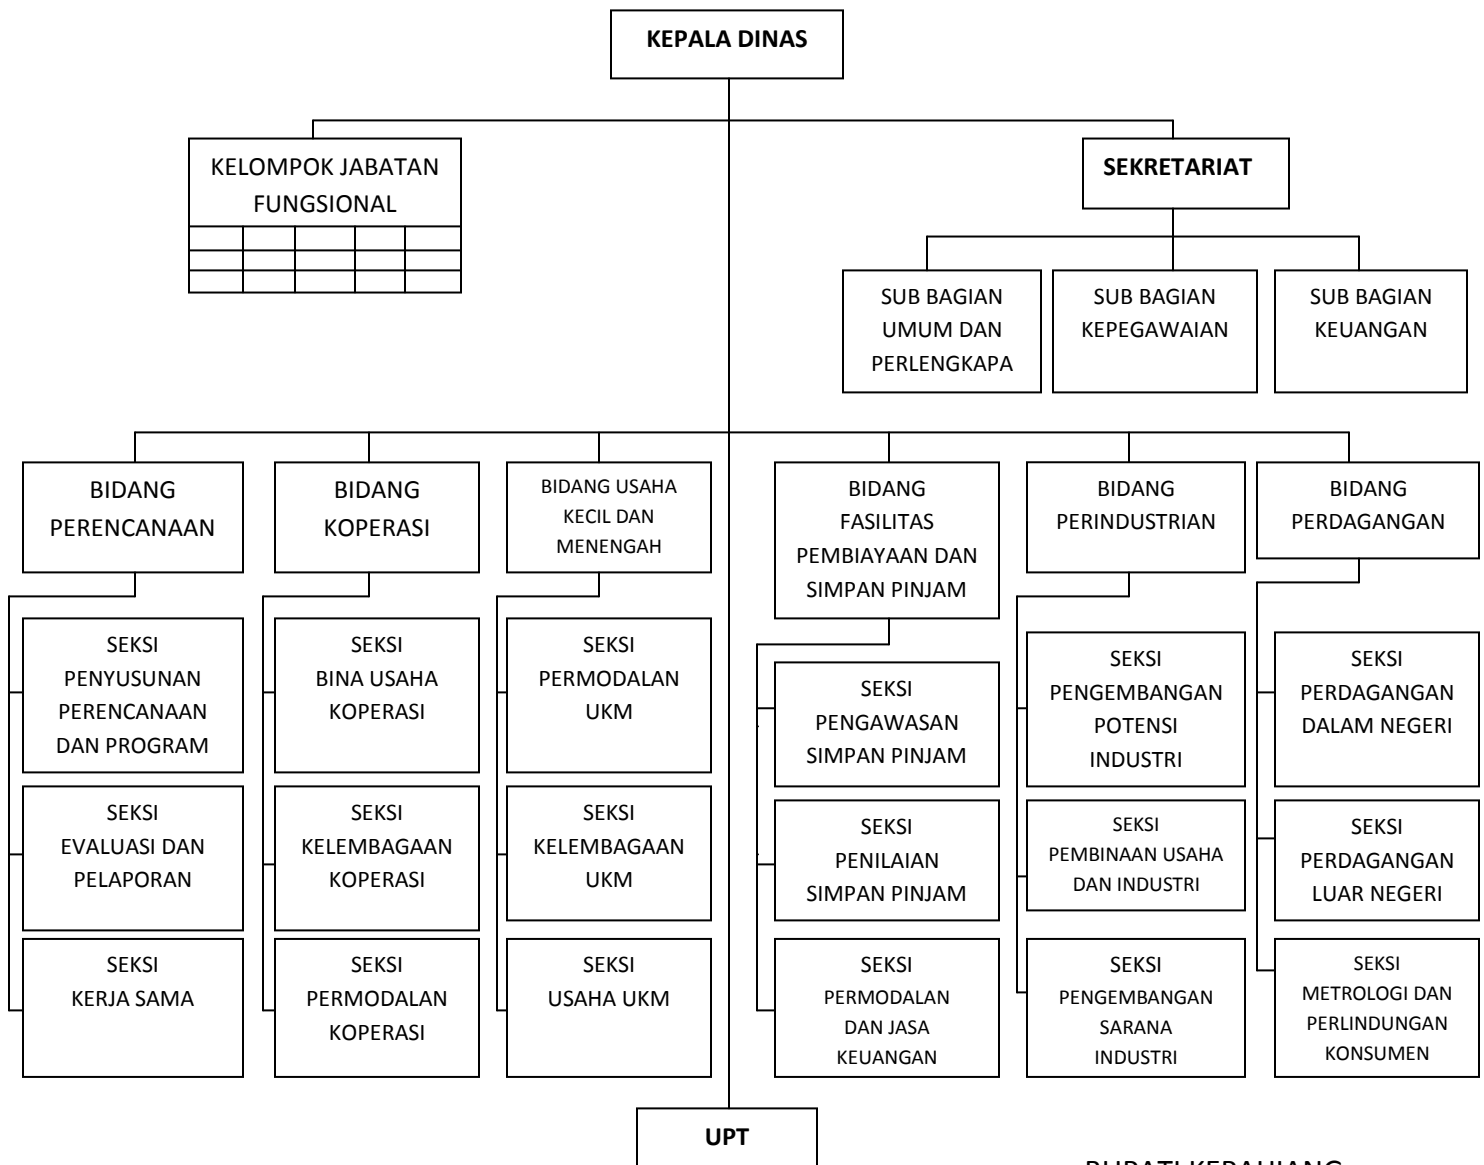 KEPALA DINAS
KELOMPOK JABATAN
FUNGSIONAL
SEKRETARIAT
SUB BAGIAN
UMUM DAN
PERLENGKAPA
SUB BAGIAN
KEPEGAWAIAN
SUB BAGIAN
KEUANGAN
BIDANG
PERENCANAAN
BIDANG
KOPERASI
BIDANG USAHA
KECIL DAN
MENENGAH
BIDANG
FASILITAS
PEMBIAYAAN DAN
SIMPAN PINJAM
BIDANG
PERINDUSTRIAN
BIDANG
PERDAGANGAN
SEKSI
PENYUSUNAN
PERENCANAAN
DAN PROGRAM
SEKSI
BINA USAHA
KOPERASI
SEKSI
PERMODALAN
UKM
SEKSI
PENGAWASAN
SIMPAN PINJAM
SEKSI
PENGEMBANGAN
POTENSI
INDUSTRI
SEKSI
PERDAGANGAN
DALAM NEGERI
SEKSI
EVALUASI DAN
PELAPORAN
SEKSI
KELEMBAGAAN
KOPERASI
SEKSI
KELEMBAGAAN
UKM
SEKSI
PENILAIAN
SIMPAN PINJAM
SEKSI
PEMBINAAN USAHA
DAN INDUSTRI
SEKSI
PERDAGANGAN
LUAR NEGERI
SEKSI
KERJA SAMA
SEKSI
PERMODALAN
KOPERASI
SEKSI
USAHA UKM
SEKSI
PERMODALAN
DAN JASA
KEUANGAN
SEKSI
PENGEMBANGAN
SARANA
INDUSTRI
SEKSI
METROLOGI DAN
PERLINDUNGAN
KONSUMEN
UPT
BUPATI KEPAHIANG